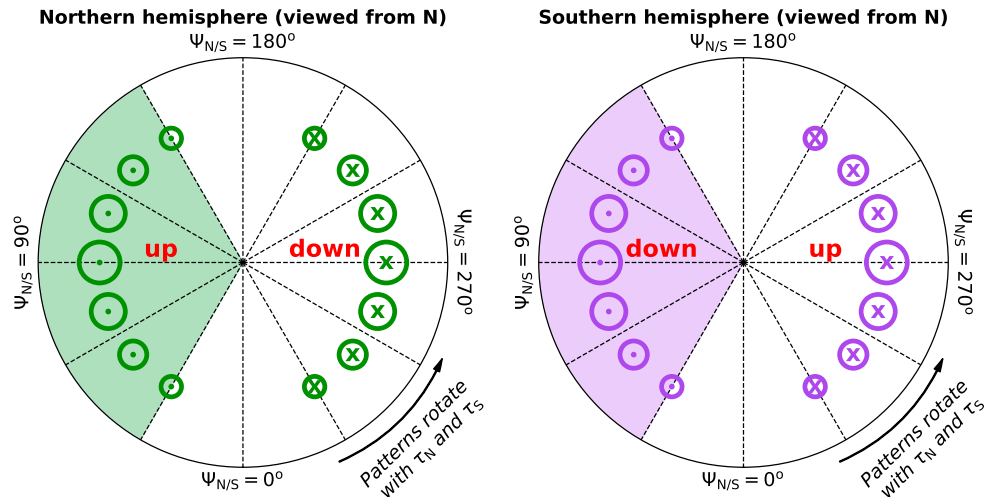 Northern hemisphere (viewed from N)
Ψ_N/S = 180°
Ψ_N/S = 90°
up
down
Ψ_N/S = 270°
Ψ_N/S = 0°
Patterns rotate
with τ_N and τ_S
Southern hemisphere (viewed from N)
Ψ_N/S = 180°
Ψ_N/S = 90°
down
up
Ψ_N/S = 270°
Ψ_N/S = 0°
Patterns rotate
with τ_N and τ_S